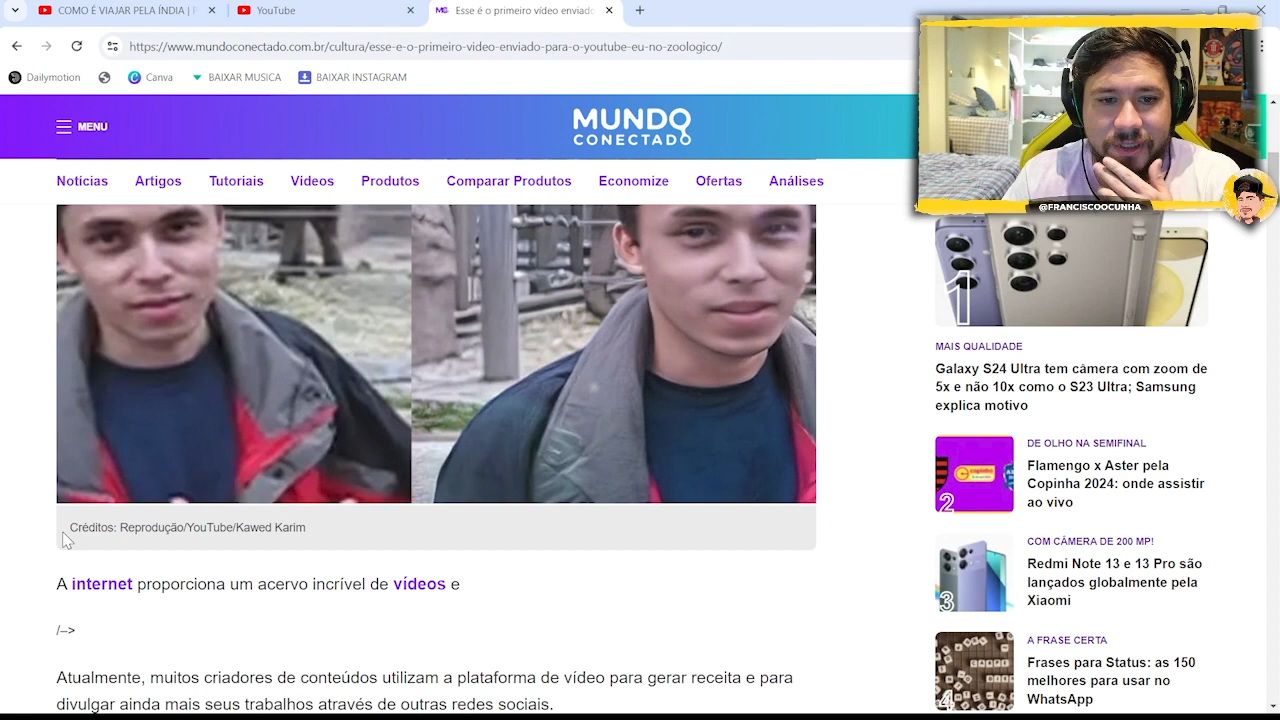 COMO É VIAJAR PELA ÍNDIA | F
YouTube
Esse é o primeiro vídeo enviado
https://www.mundoconectado.com.br/cultura/esse-e-o-primeiro-video-enviado-para-o-youtube-eu-no-zoologico/
Dailymotion
Canva
BAIXAR MUSICA
BAIXAR INSTAGRAM
MENU
MUNDO
CONECTADO
@FRANCISCOOCUNHA
Notícias Artigos Tutoriais Vídeos Produtos Comparar Produtos Economize Ofertas Análises
Créditos: Reprodução/YouTube/Kawed Karim
A internet proporciona um acervo incrível de vídeos e
/–>
Atualmente, muitos criadores de conteúdos utilizam a plataforma de vídeo para gerar receita e para
divulgar ainda mais seus trabalhos através de outras redes sociais.
1
MAIS QUALIDADE
Galaxy S24 Ultra tem câmera com zoom de
5x e não 10x como o S23 Ultra; Samsung
explica motivo
2
DE OLHO NA SEMIFINAL
Flamengo x Aster pela
Copinha 2024: onde assistir
ao vivo
3
COM CÂMERA DE 200 MP!
Redmi Note 13 e 13 Pro são
lançados globalmente pela
Xiaomi
4
A FRASE CERTA
Frases para Status: as 150
melhores para usar no
WhatsApp